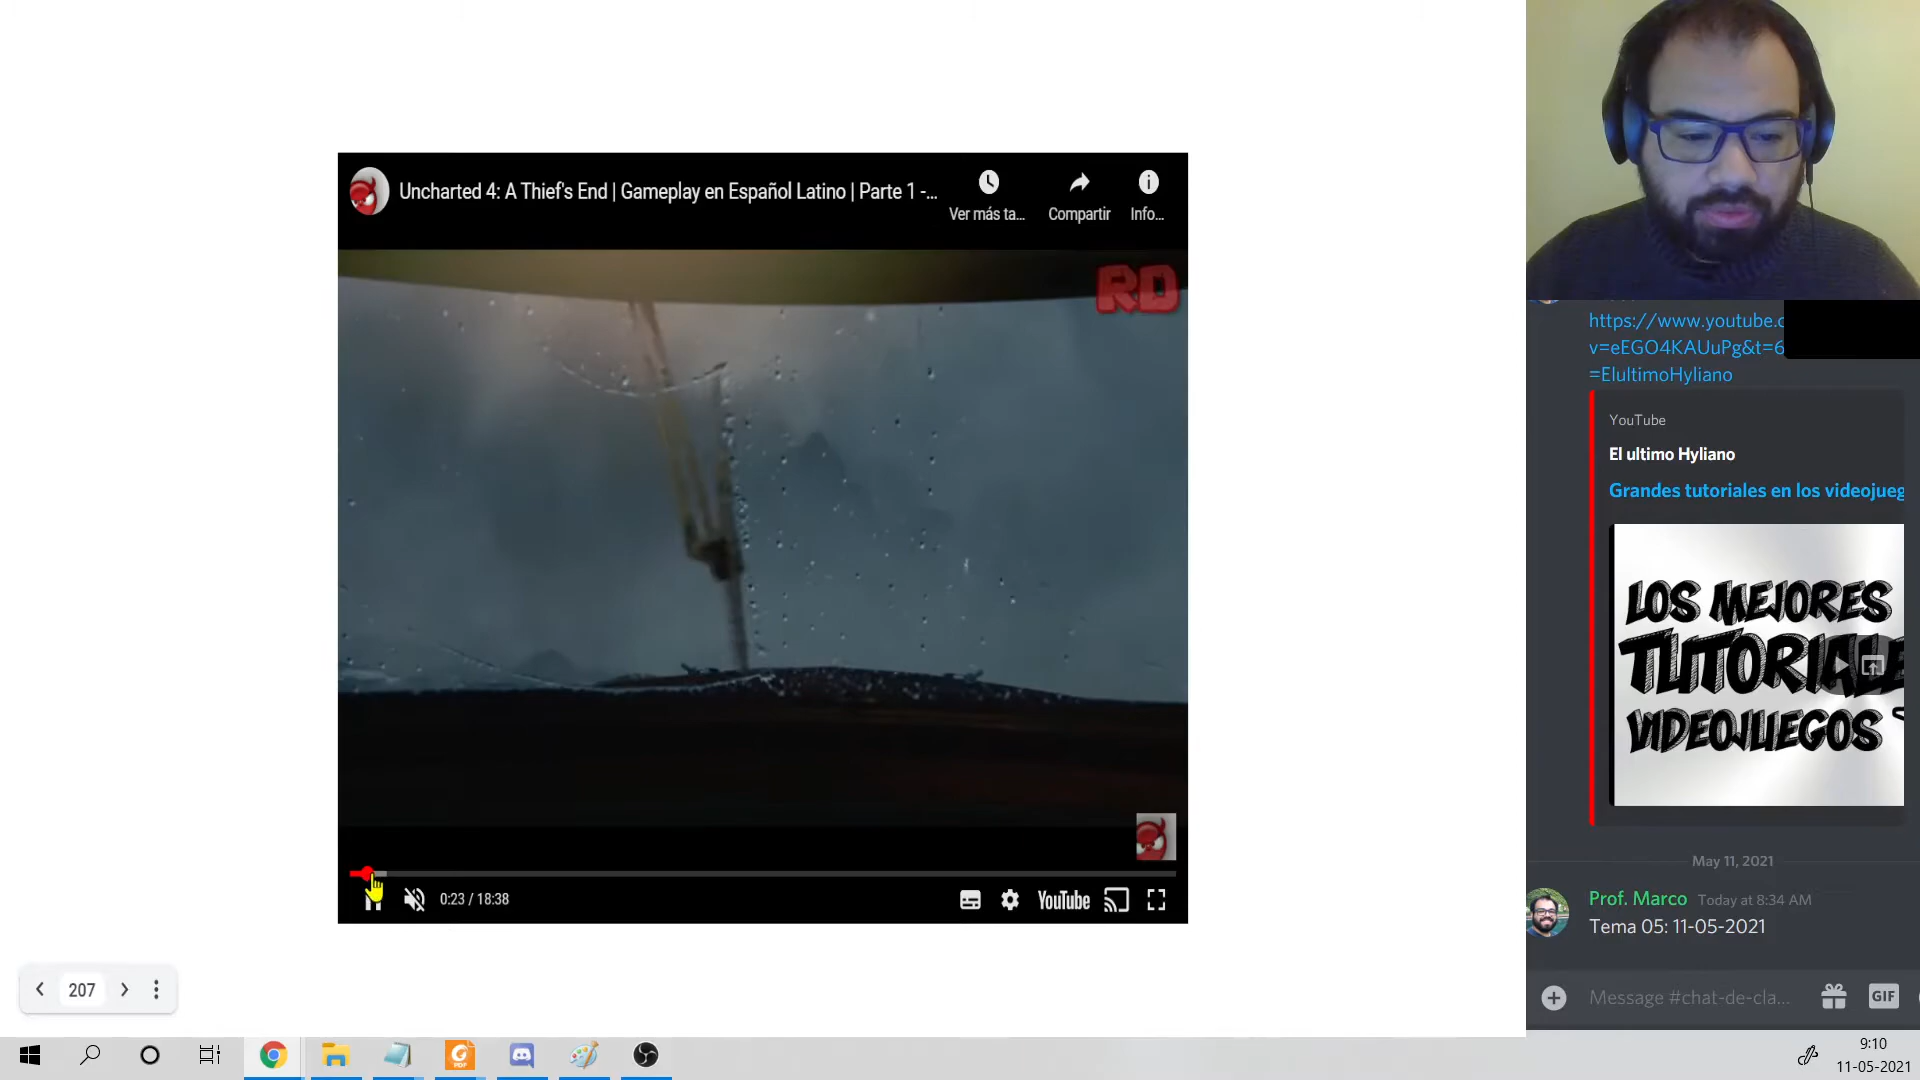 Uncharted 4: A Thief's End | Gameplay en Español Latino | Parte 1 -...
Ver más ta...
Compartir
Info...
RD
0:23 / 18:38
YouTube
207
https://www.youtube.c
v=eEGO4KAUuPg&t=6
=ElultimoHyliano
YouTube
El ultimo Hyliano
Grandes tutoriales en los videojueg
LOS MEJORES
TUTORIALE
VIDEOJUEGOS
May 11, 2021
Prof. Marco Today at 8:34 AM
Tema 05: 11-05-2021
Message #chat-de-cla...
GIF
PDF
9:10
11-05-2021